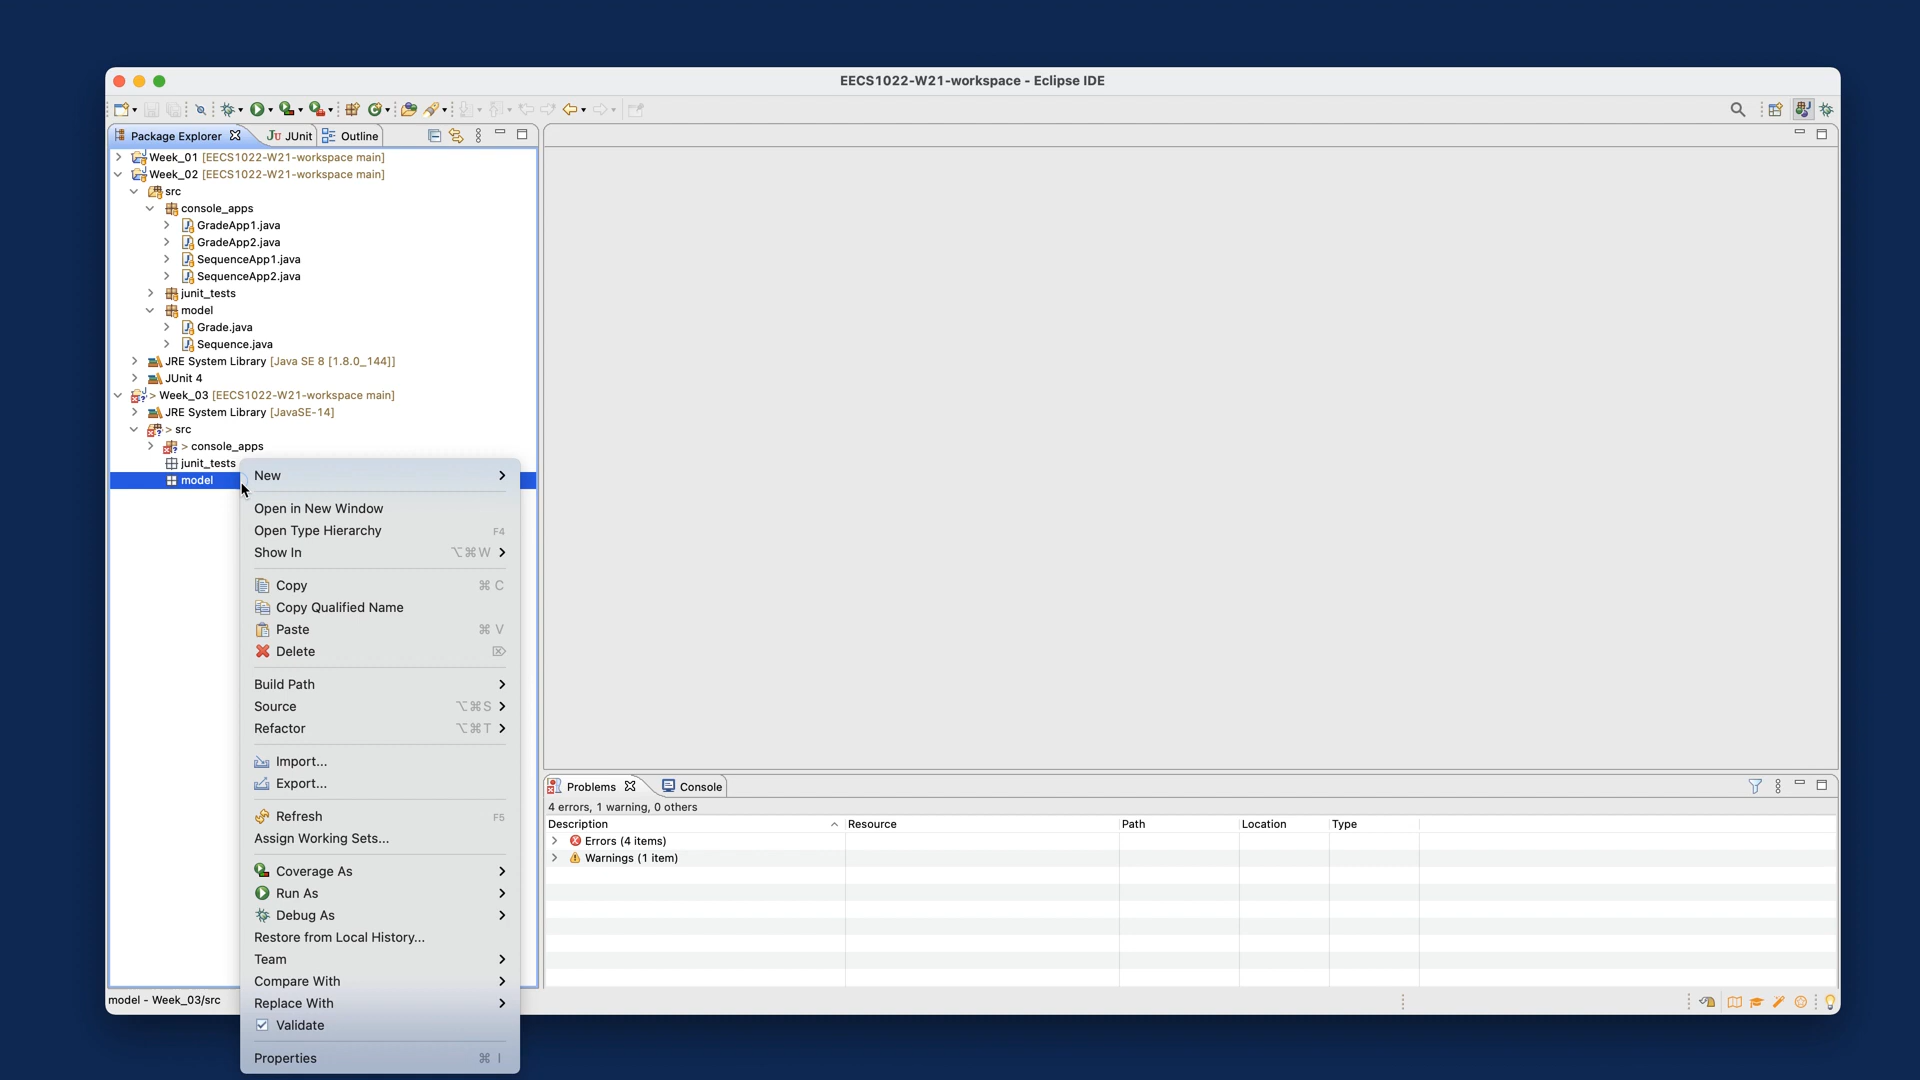 EECS1022-W21-workspace - Eclipse IDE
Package Explorer
JUnit
Outline
Week_01 [EECS1022-W21-workspace main]
Week_02 [EECS1022-W21-workspace main]
src
console_apps
GradeApp1.java
GradeApp2.java
SequenceApp1.java
SequenceApp2.java
junit_tests
model
Grade.java
Sequence.java
JRE System Library [Java SE 8 [1.8.0_144]]
JUnit 4
> Week_03 [EECS1022-W21-workspace main]
JRE System Library [JavaSE-14]
> src
> console_apps
junit_tests
model
New
Open in New Window
Open Type Hierarchy F4
Show In ⌥⌘W
Copy ⌘ C
Copy Qualified Name
Paste ⌘ V
Delete ⌦
Build Path
Source ⌥⌘S
Refactor ⌥⌘T
Import...
Export...
Refresh F5
Assign Working Sets...
Coverage As
Run As
Debug As
Restore from Local History...
Team
Compare With
Replace With
Validate
Properties ⌘ I
Problems
Console
4 errors, 1 warning, 0 others
Description Resource Path Location Type
Errors (4 items)
Warnings (1 item)
model - Week_03/src